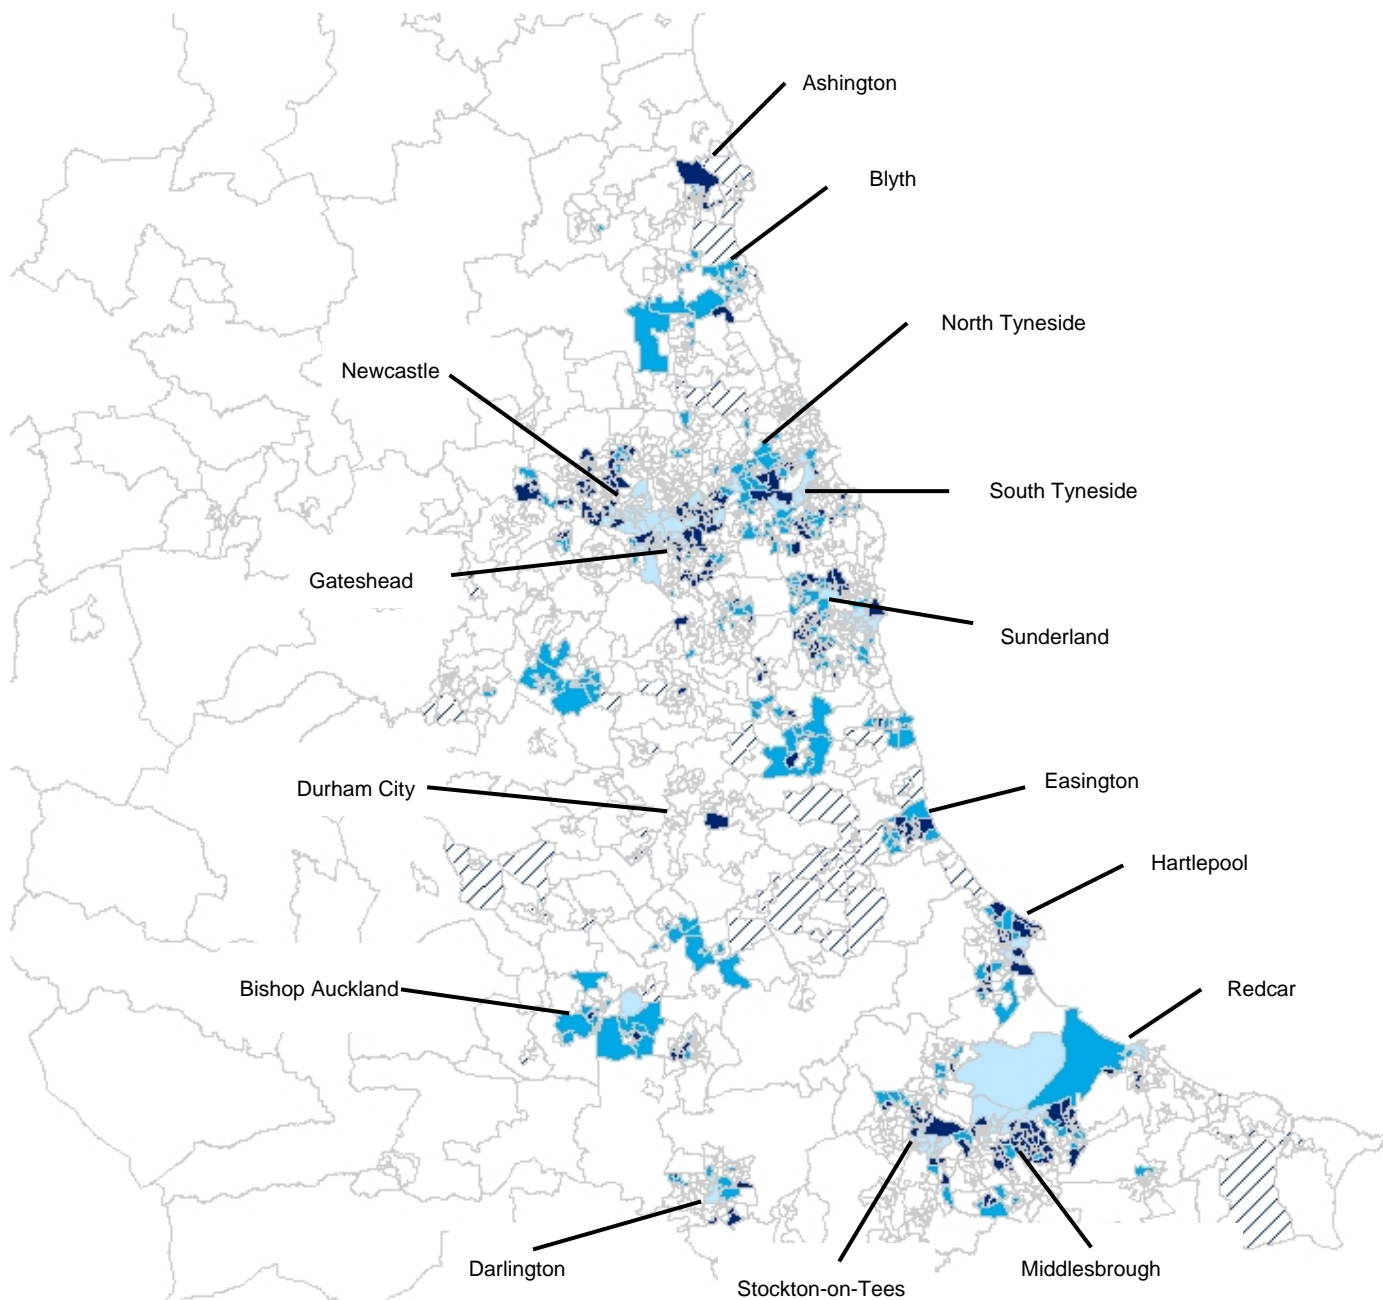 Ashington
Blyth
North Tyneside
Newcastle
South Tyneside
Gateshead
Sunderland
Easington
Durham City
Hartlepool
Bishop Auckland
Redcar
Darlington
Middlesbrough
Stockton-on-Tees